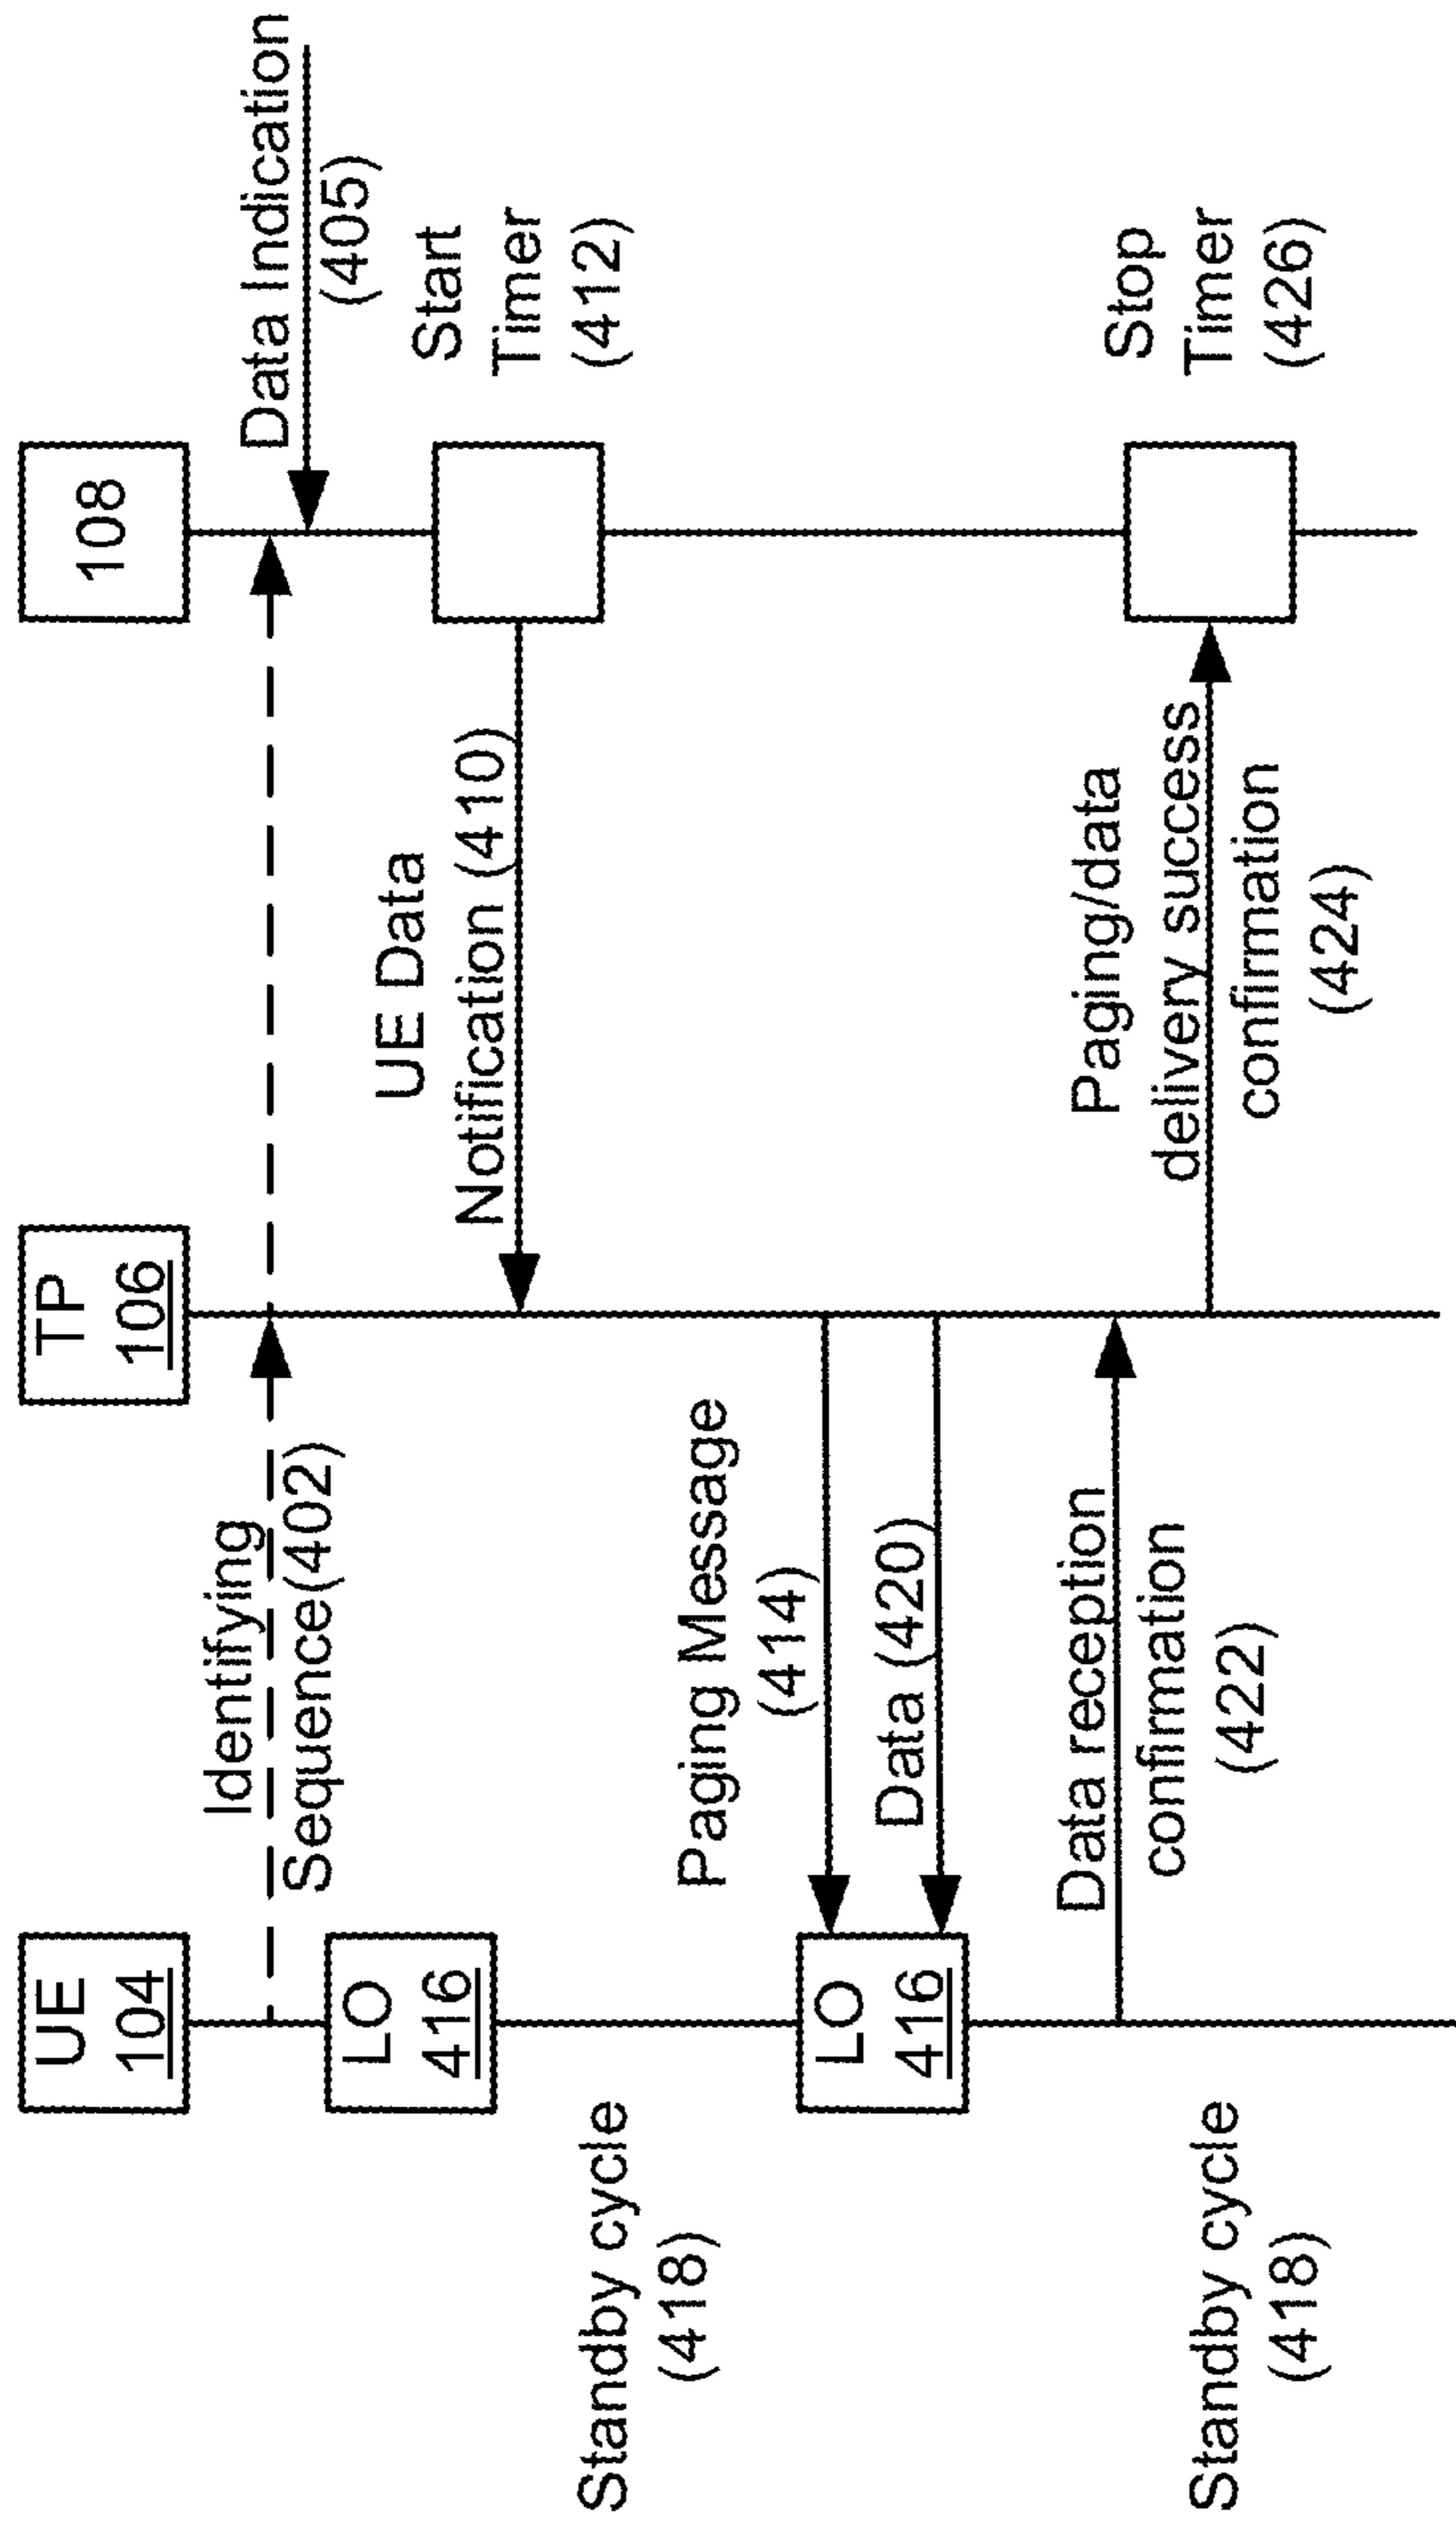 UE
104
TP
106
108
Identifying
Sequence(402)
Data Indication
(405)
LO
416
Start
Timer
(412)
UE Data
Notification (410)
Standby cycle
(418)
Paging Message
(414)
LO
416
Data (420)
Data reception
confirmation
(422)
Paging/data
delivery success
confirmation
(424)
Stop
Timer
(426)
Standby cycle
(418)